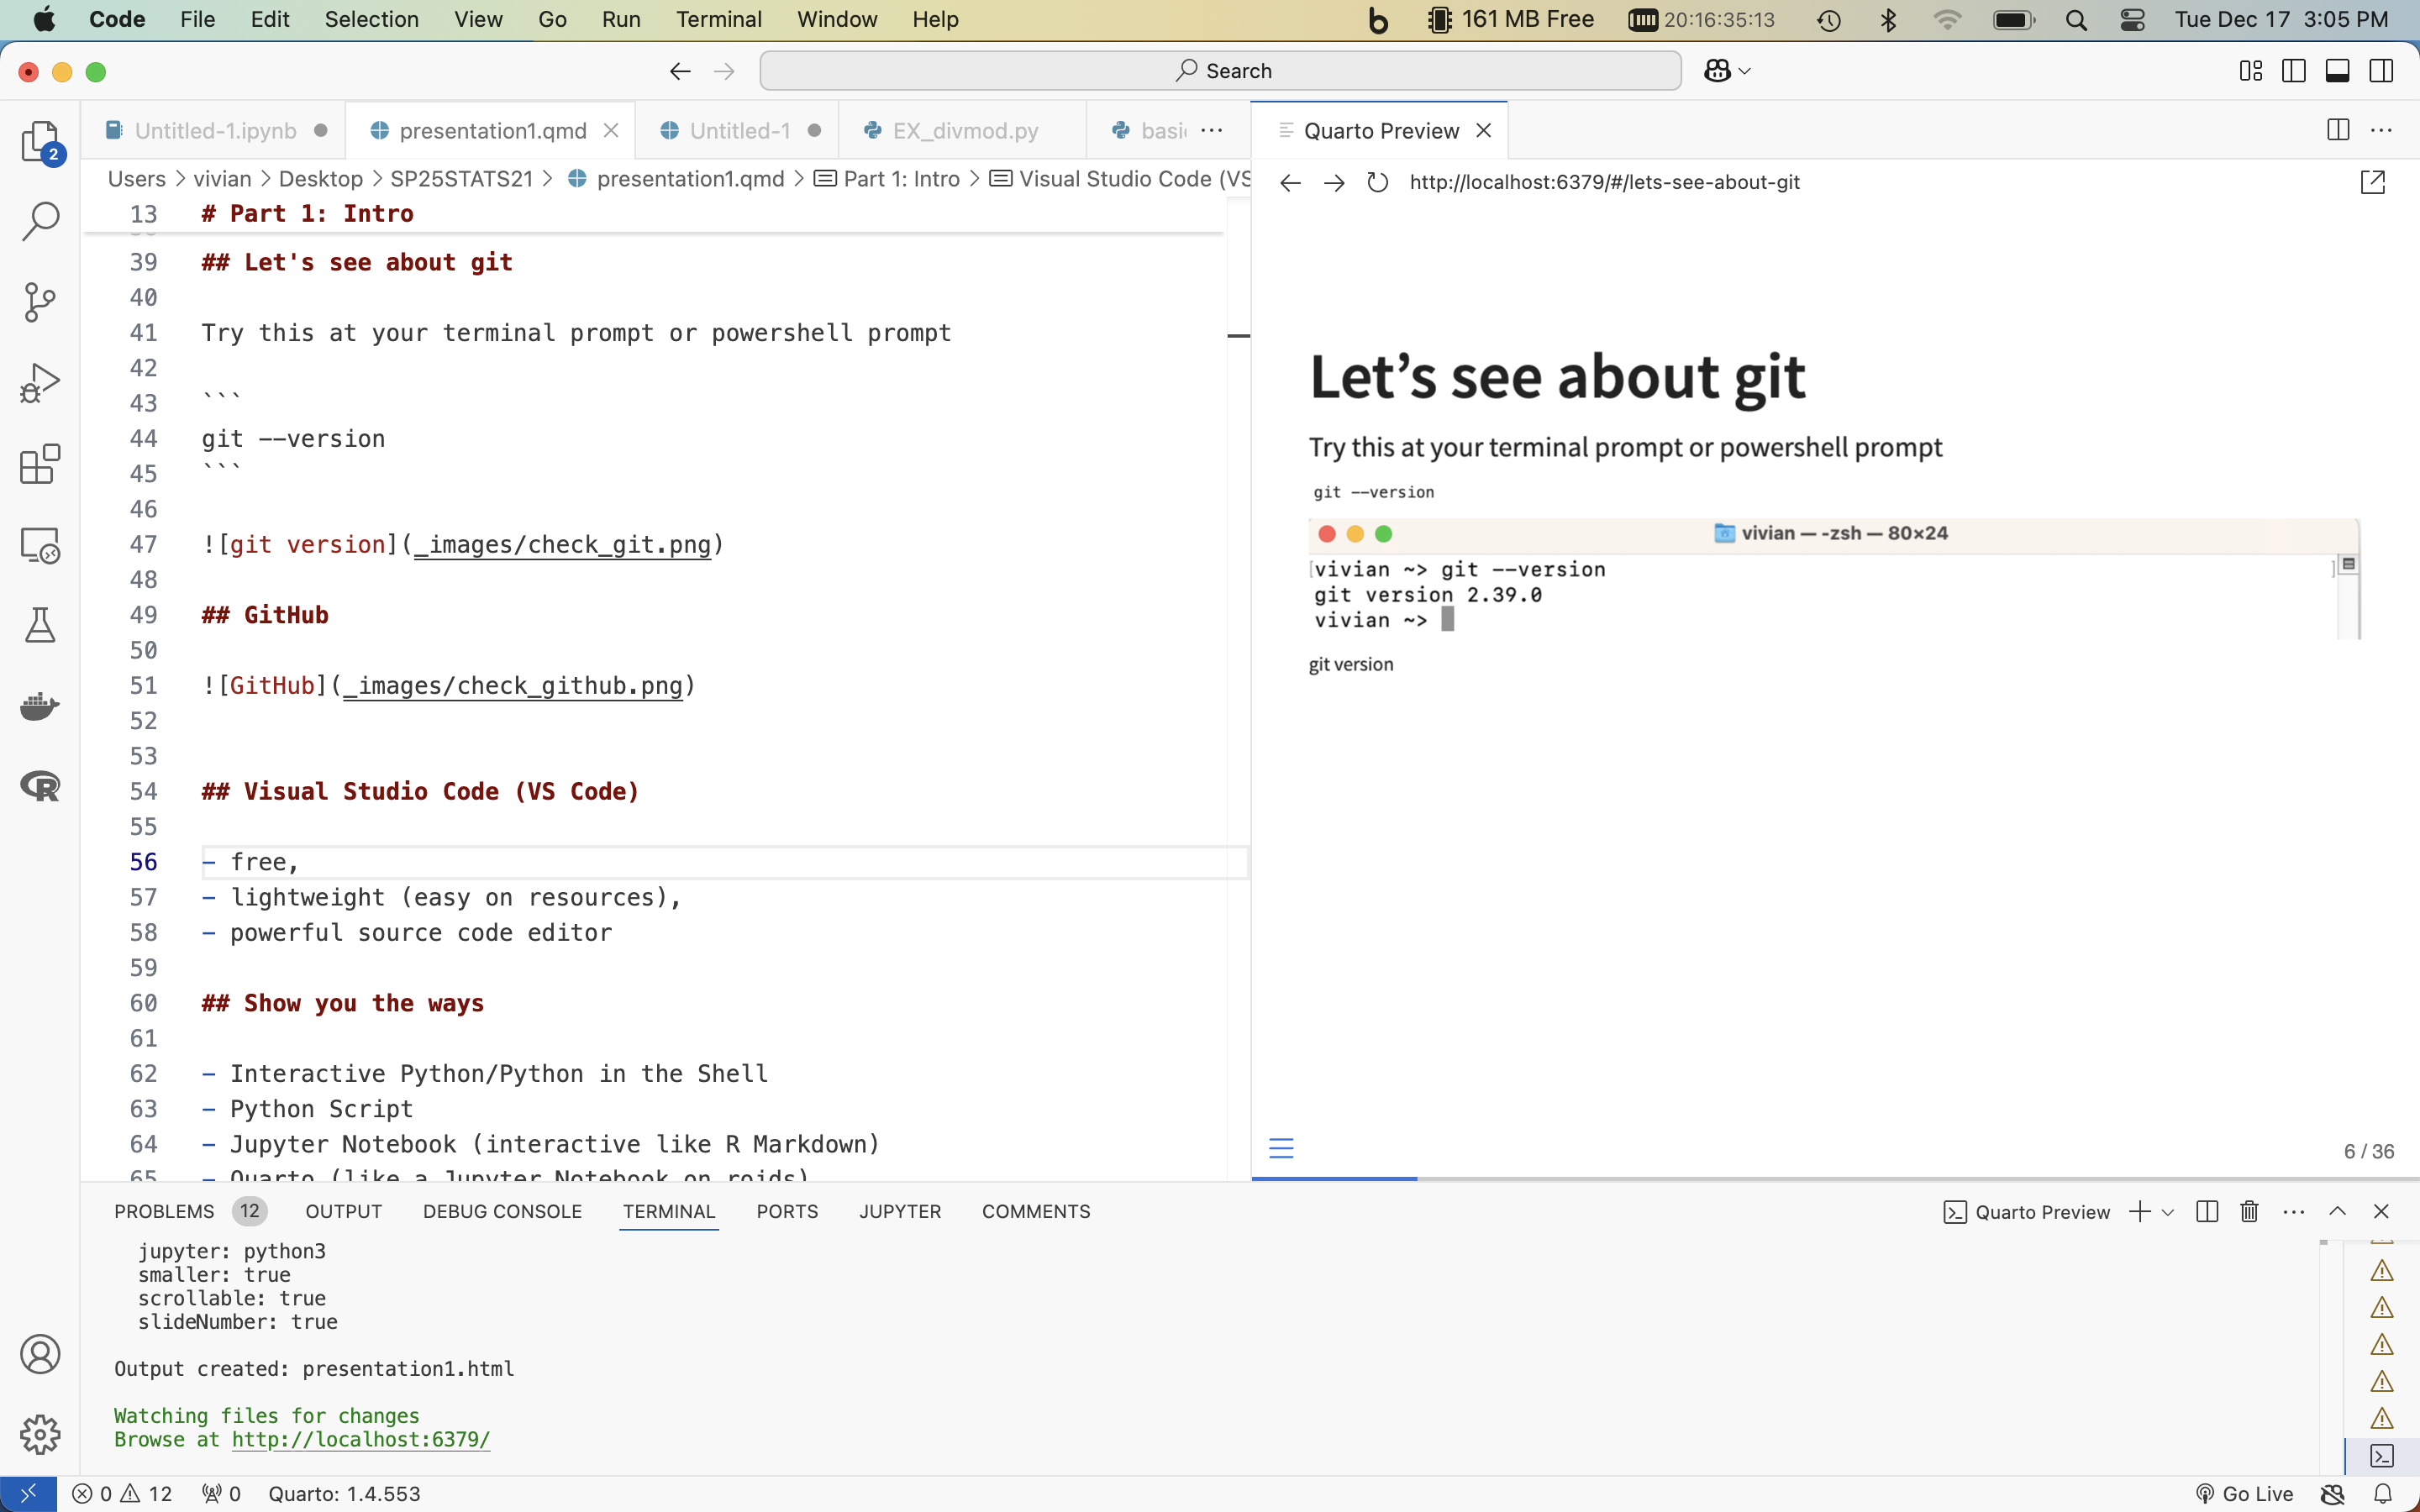 Code File Edit Selection View Go Run Terminal Window Help 161 MB Free 20:16:35:13 Tue Dec 17 3:05 PM
Search
Untitled-1.ipynb presentation1.qmd Untitled-1 EX_divmod.py basi ··· Quarto Preview
Users > vivian > Desktop > SP25STATS21 > presentation1.qmd > Part 1: Intro > Visual Studio Code (VS
http://localhost:6379/#/lets-see-about-git
13 # Part 1: Intro
39 ## Let's see about git
40
41 Try this at your terminal prompt or powershell prompt
42
43 ```
44 git --version
45 ```
46
47 ![git version](_images/check_git.png)
48
49 ## GitHub
50
51 ![GitHub](_images/check_github.png)
52
53
54 ## Visual Studio Code (VS Code)
55
56 - free,
57 - lightweight (easy on resources),
58 - powerful source code editor
59
60 ## Show you the ways
61
62 - Interactive Python/Python in the Shell
63 - Python Script
64 - Jupyter Notebook (interactive like R Markdown)
65 - Quarto (like a Jupyter Notebook on roids)
Let’s see about git
Try this at your terminal prompt or powershell prompt
git --version
vivian — -zsh — 80×24
vivian ~> git --version
git version 2.39.0
vivian ~>
git version
6 / 36
PROBLEMS 12 OUTPUT DEBUG CONSOLE TERMINAL PORTS JUPYTER COMMENTS Quarto Preview
jupyter: python3
smaller: true
scrollable: true
slideNumber: true
Output created: presentation1.html
Watching files for changes
Browse at http://localhost:6379/
2
0 12 0 Quarto: 1.4.553 Go Live